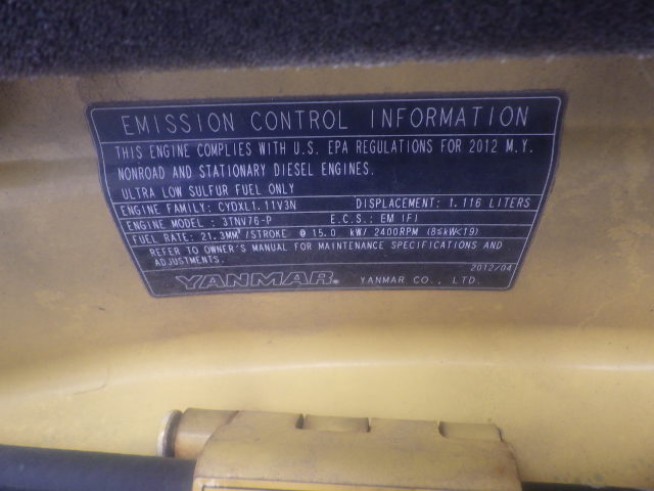 EMISSION CONTROL INFORMATION
THIS ENGINE COMPLIES WITH U.S. EPA REGULATIONS FOR 2012 M.Y.
NONROAD AND STATIONARY DIESEL ENGINES.
ULTRA LOW SULFUR FUEL ONLY
ENGINE FAMILY: CYDXL1.11V3N DISPLACEMENT: 1.116 LITERS
ENGINE MODEL : 3TNV76-P E.C.S.: EM IFI
FUEL RATE: 21.3MM³/STROKE @ 15.0 kW/ 2400RPM (8≤kW<19)
REFER TO OWNER'S MANUAL FOR MAINTENANCE SPECIFICATIONS AND
ADJUSTMENTS.
2012/04
YANMAR. YANMAR CO., LTD.